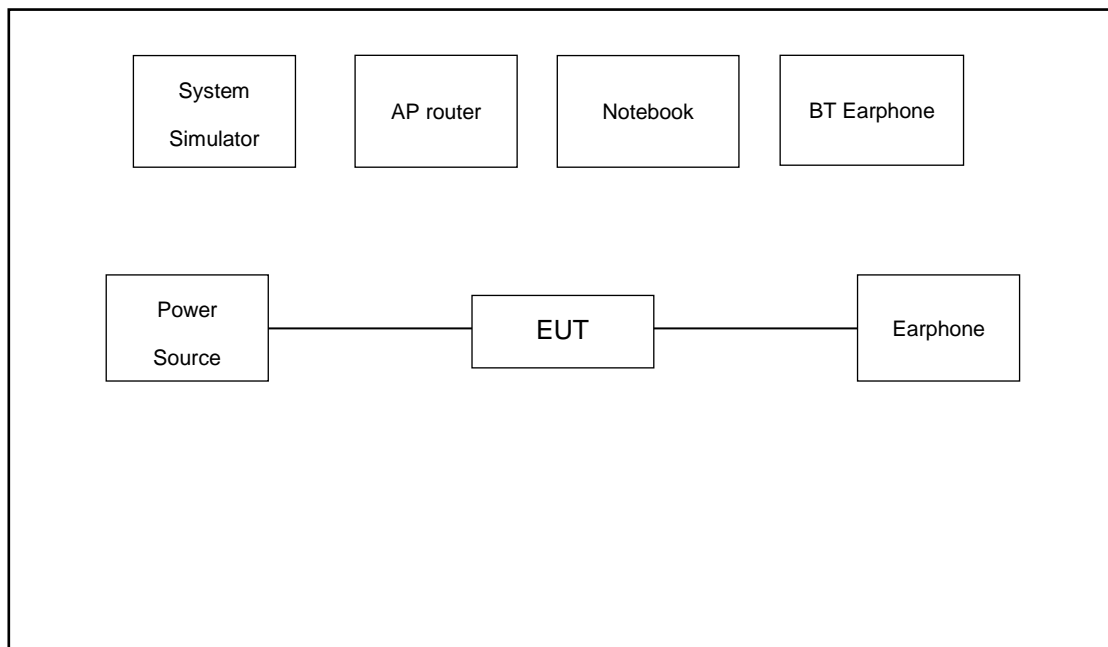 System
Simulator
AP router
Notebook
BT Earphone
Power
Source
EUT
Earphone